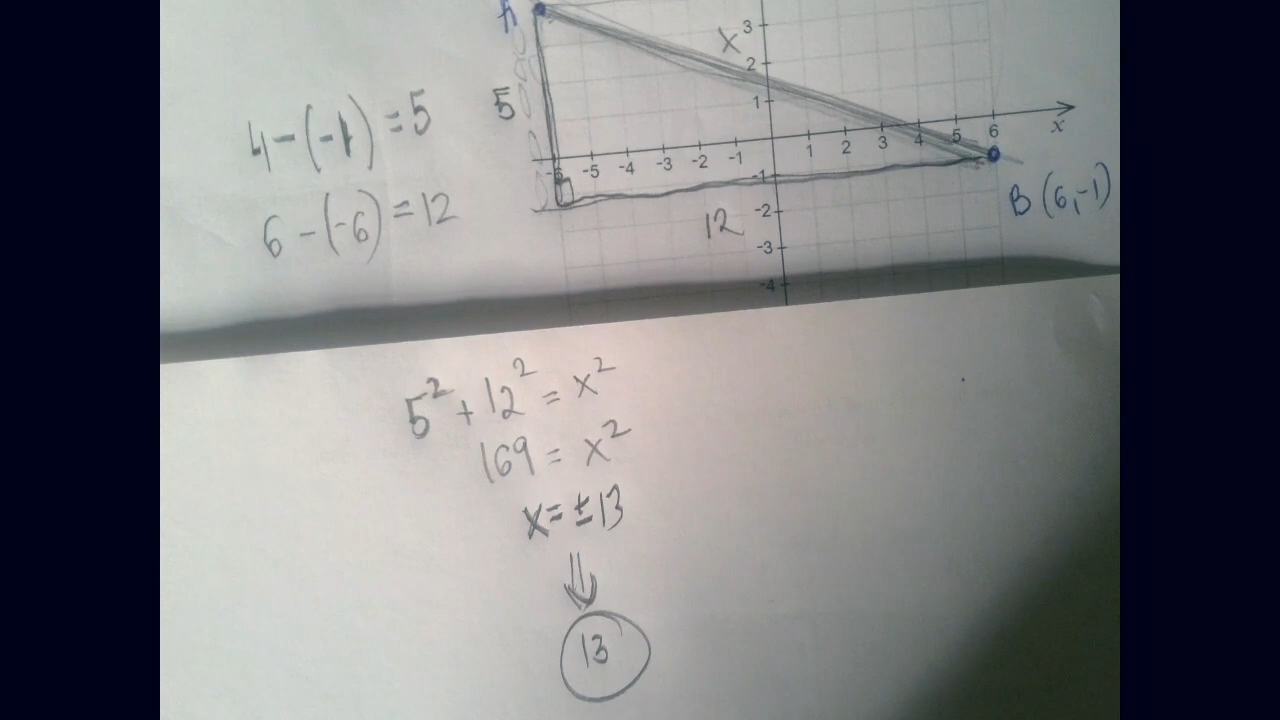 A
4-(-1)=5
6-(-6)=12
5
X
3
2
1
-6 -5 -4 -3 -2 -1 1 2 3 4 5 6
x
-1
-2
-3
-4
12
B (6,-1)
5² + 12² = x²
169 = x²
x = ±13
⇓
13